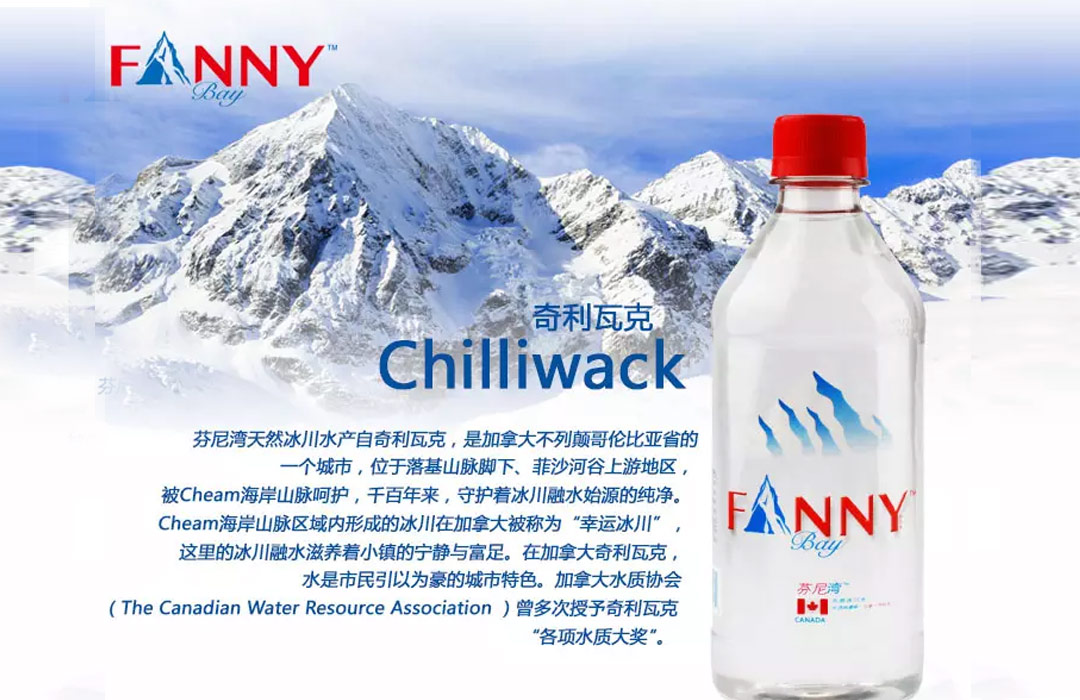 FANNY™
Bay
奇利瓦克
Chilliwack
芬尼湾天然冰川水产自奇利瓦克，是加拿大不列颠哥伦比亚省的
一个城市，位于落基山脉脚下、菲沙河谷上游地区，
被Cheam海岸山脉呵护，千百年来，守护着冰川融水始源的纯净。
Cheam海岸山脉区域内形成的冰川在加拿大被称为“幸运冰川”，
这里的冰川融水滋养着小镇的宁静与富足。在加拿大奇利瓦克，
水是市民引以为豪的城市特色。加拿大水质协会
（The Canadian Water Resource Association ）曾多次授予奇利瓦克
“各项水质大奖”。
FANNY™
Bay
芬尼湾™
CANADA